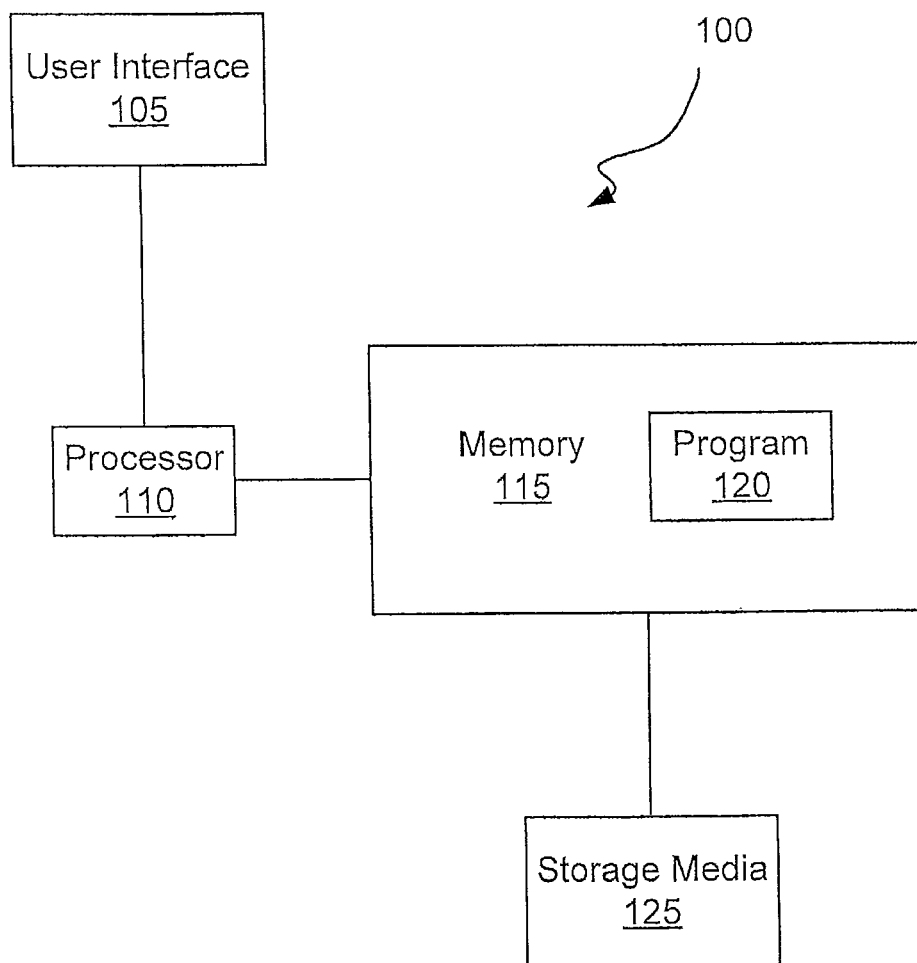 100
User Interface
105
Processor
110
Memory
115
Program
120
Storage Media
125